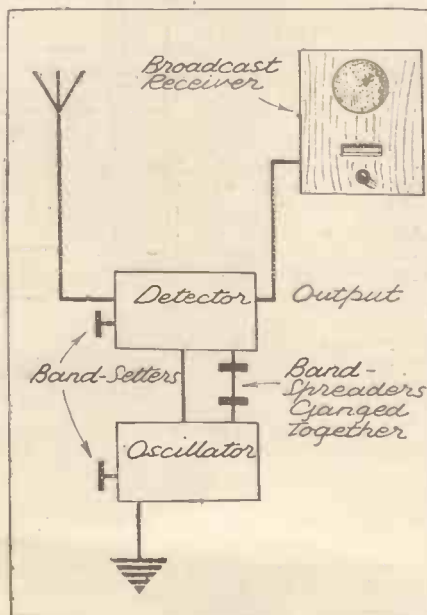 Broadcast
Receiver
Detector
Output
Band-Setters
Band-
Spreaders
Ganged
Together
Oscillator